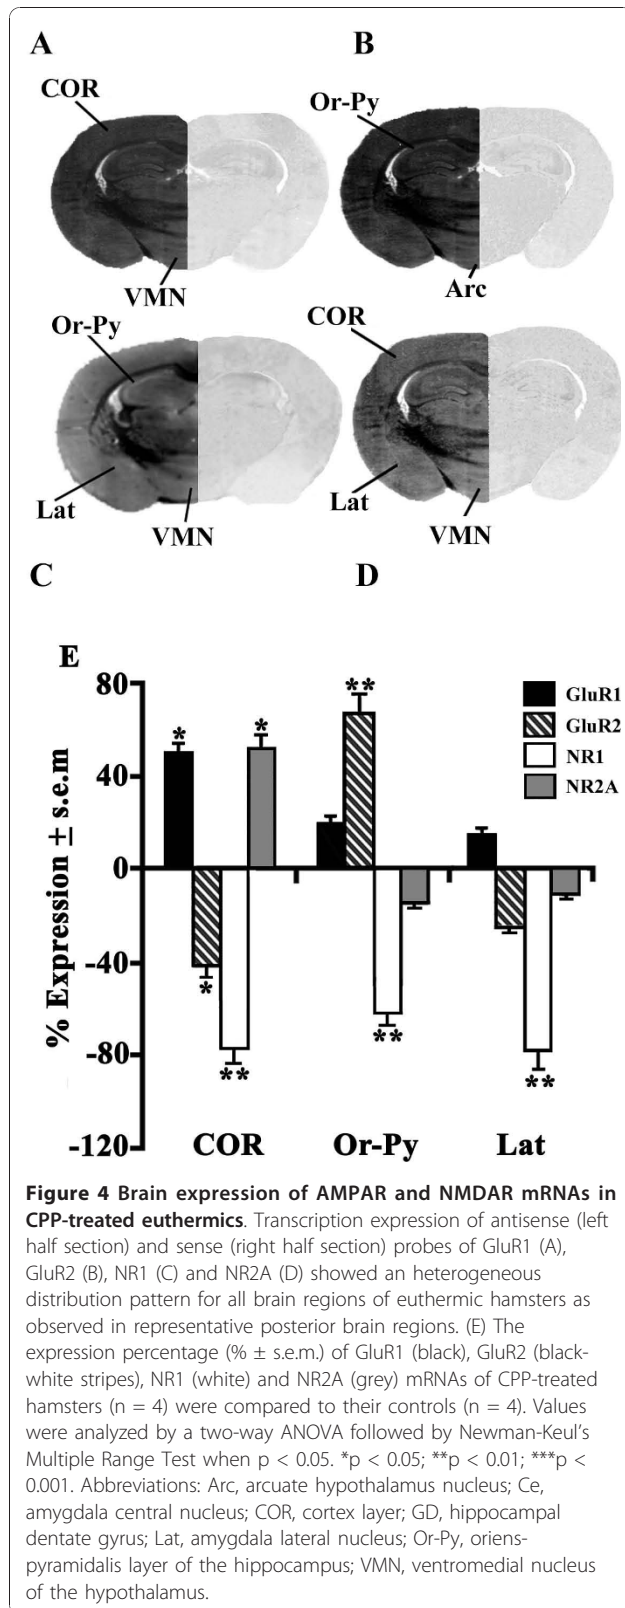 A
B
COR
Or-Py
VMN
Arc
Or-Py
COR
Lat
VMN
Lat
VMN
C
D
E
80
40
0
-40
-80
-120
% Expression ± s.e.m
*
*
**
*
**
**
**
GluR1
GluR2
NR1
NR2A
COR
Or-Py
Lat
Figure 4 Brain expression of AMPAR and NMDAR mRNAs in
CPP-treated euthermics. Transcription expression of antisense (left
half section) and sense (right half section) probes of GluR1 (A),
GluR2 (B), NR1 (C) and NR2A (D) showed an heterogeneous
distribution pattern for all brain regions of euthermic hamsters as
observed in representative posterior brain regions. (E) The
expression percentage (% ± s.e.m.) of GluR1 (black), GluR2 (black-
white stripes), NR1 (white) and NR2A (grey) mRNAs of CPP-treated
hamsters (n = 4) were compared to their controls (n = 4). Values
were analyzed by a two-way ANOVA followed by Newman-Keul's
Multiple Range Test when p < 0.05. *p < 0.05; **p < 0.01; ***p <
0.001. Abbreviations: Arc, arcuate hypothalamus nucleus; Ce,
amygdala central nucleus; COR, cortex layer; GD, hippocampal
dentate gyrus; Lat, amygdala lateral nucleus; Or-Py, oriens-
pyramidalis layer of the hippocampus; VMN, ventromedial nucleus
of the hypothalamus.